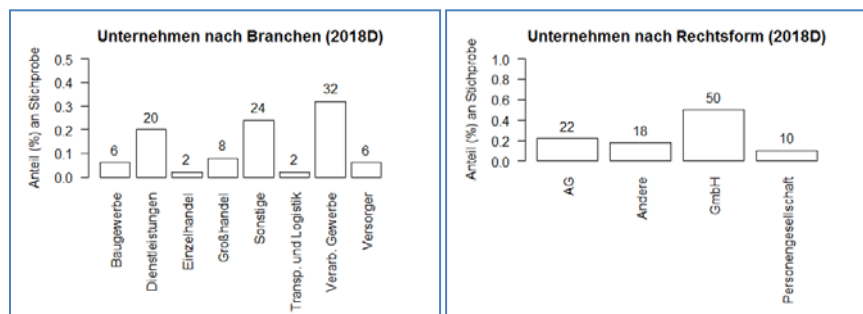 Unternehmen nach Branchen (2018D)
Anteil (%) an Stichprobe
0.5
0.4
0.3
0.2
0.1
0.0
6
20
2
8
24
2
32
6
Baugewerbe
Dienstleistungen
Einzelhandel
Großhandel
Sonstige
Transp. und Logistik
Verarb. Gewerbe
Versorger
Unternehmen nach Rechtsform (2018D)
Anteil (%) an Stichprobe
1.0
0.8
0.6
0.4
0.2
0.0
22
18
50
10
AG
Andere
GmbH
Personengesellschaft